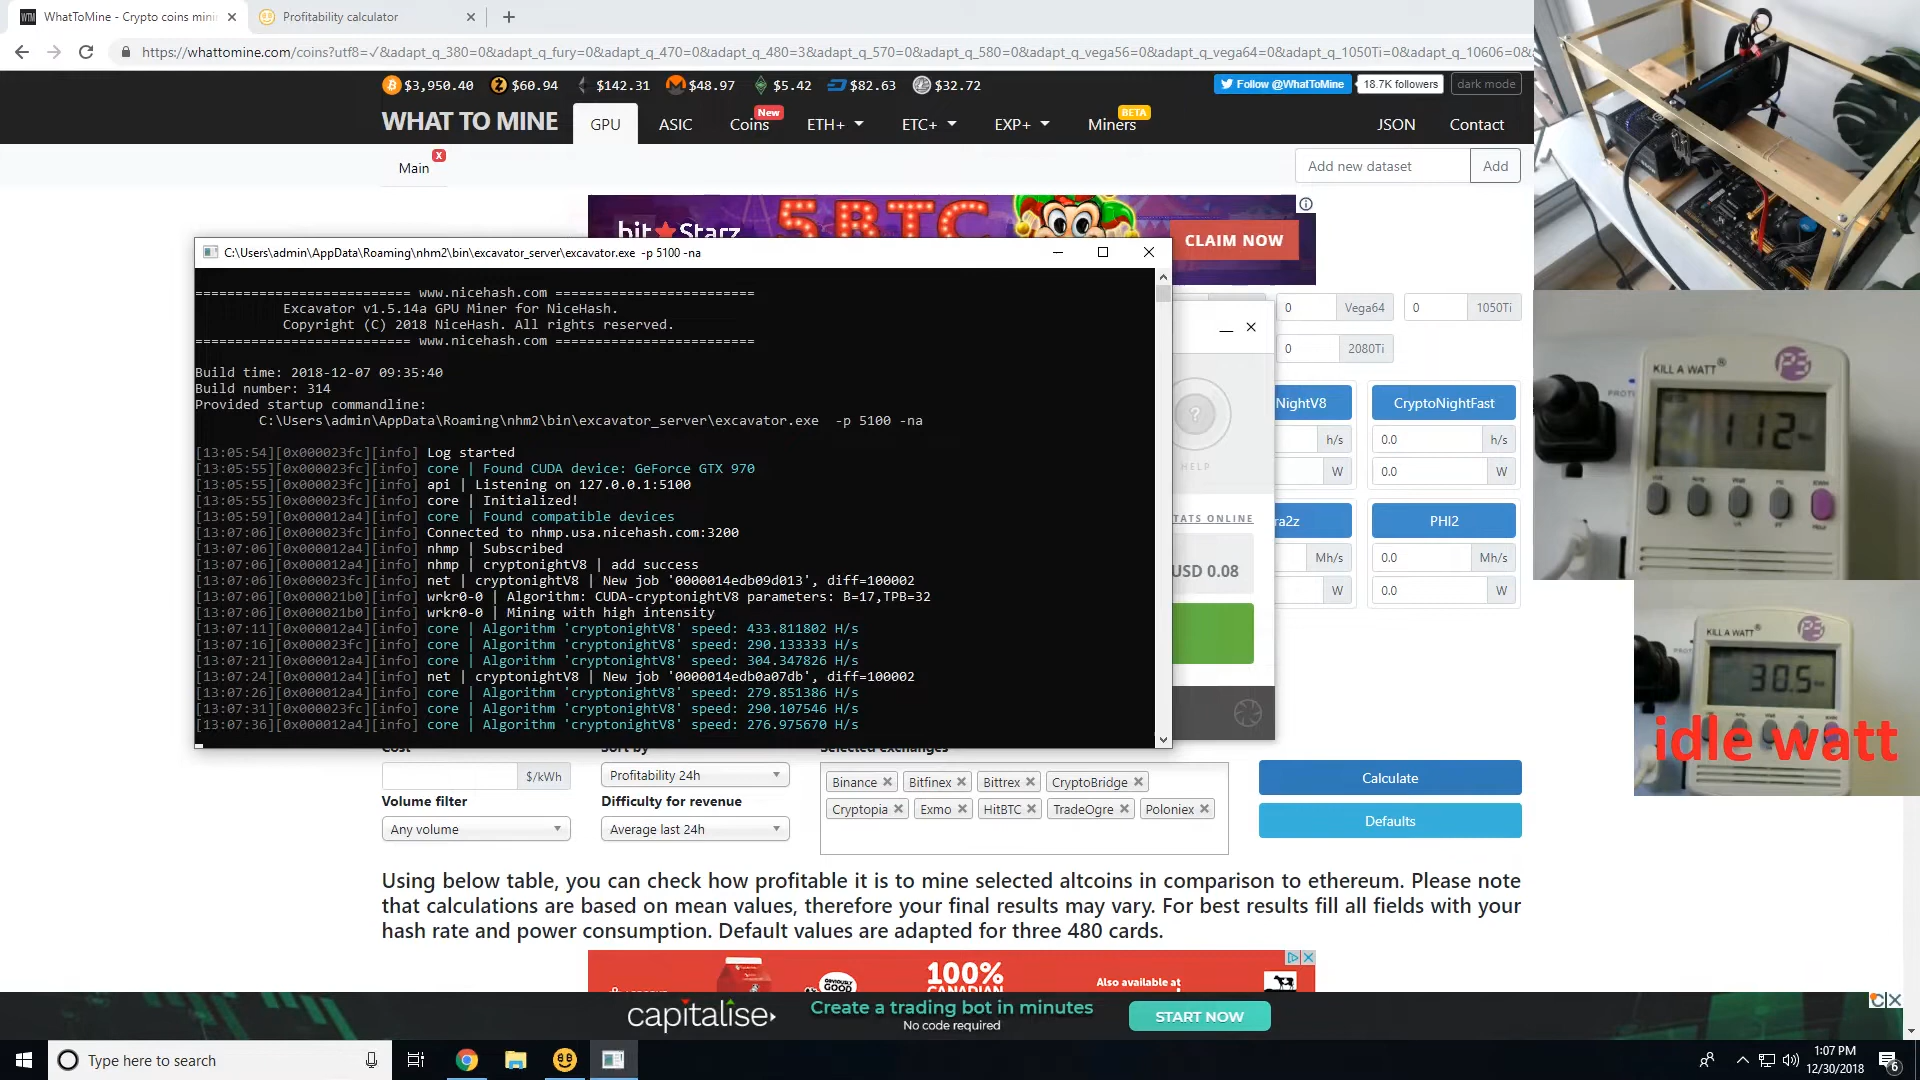 WhatToMine - Crypto coins mini
Profitability calculator
https://whattomine.com/coins?utf8=✓&adapt_q_380=0&adapt_q_fury=0&adapt_q_470=0&adapt_q_480=3&adapt_q_570=0&adapt_q_580=0&adapt_q_vega56=0&adapt_q_vega64=0&adapt_q_1050Ti=0&adapt_q_10606=0&
$3,950.40 $60.94 $142.31 $48.97 $5.42 $82.63 $32.72
Follow @WhatToMine 18.7K followers dark mode
WHAT TO MINE GPU ASIC Coins New ETH+ ETC+ EXP+ Miners BETA JSON Contact
Main x
Add new dataset Add
bitStarz 5BTC CLAIM NOW
C:\Users\admin\AppData\Roaming\nhm2\bin\excavator_server\excavator.exe -p 5100 -na
=========================== www.nicehash.com =========================
Excavator v1.5.14a GPU Miner for NiceHash.
Copyright (C) 2018 NiceHash. All rights reserved.
=========================== www.nicehash.com =========================
Build time: 2018-12-07 09:35:40
Build number: 314
Provided startup commandline:
C:\Users\admin\AppData\Roaming\nhm2\bin\excavator_server\excavator.exe -p 5100 -na
[13:05:54][0x000023fc][info] Log started
[13:05:55][0x000023fc][info] core | Found CUDA device: GeForce GTX 970
[13:05:55][0x000023fc][info] api | Listening on 127.0.0.1:5100
[13:05:55][0x000023fc][info] core | Initialized!
[13:05:59][0x000012a4][info] core | Found compatible devices
[13:07:06][0x000023fc][info] Connected to nhmp.usa.nicehash.com:3200
[13:07:06][0x000012a4][info] nhmp | Subscribed
[13:07:06][0x000012a4][info] nhmp | cryptonightV8 | add success
[13:07:06][0x000023fc][info] net | cryptonightV8 | New job '0000014edb09d013', diff=100002
[13:07:06][0x000021b0][info] wrkr0-0 | Algorithm: CUDA-cryptonightV8 parameters: B=17,TPB=32
[13:07:06][0x000021b0][info] wrkr0-0 | Mining with high intensity
[13:07:11][0x000012a4][info] core | Algorithm 'cryptonightV8' speed: 433.811802 H/s
[13:07:16][0x000023fc][info] core | Algorithm 'cryptonightV8' speed: 290.133333 H/s
[13:07:21][0x000012a4][info] core | Algorithm 'cryptonightV8' speed: 304.347826 H/s
[13:07:24][0x000012a4][info] net | cryptonightV8 | New job '0000014edb0a07db', diff=100002
[13:07:26][0x000012a4][info] core | Algorithm 'cryptonightV8' speed: 279.851386 H/s
[13:07:31][0x000012a4][info] core | Algorithm 'cryptonightV8' speed: 290.107546 H/s
[13:07:36][0x000012a4][info] core | Algorithm 'cryptonightV8' speed: 276.975670 H/s
0 Vega64 0 1050Ti
0 2080Ti
NightV8 CryptoNightFast
h/s 0.0 h/s
W 0.0 W
ra2z PHI2
Mh/s 0.0 Mh/s
W 0.0 W
?
HELP
TATS ONLINE
USD 0.08
KILL A WATT P3
112
KILL A WATT P3
30.5
idle watt
Cost Sort by Selected exchanges
$/kWh Profitability 24h
Binance Bitfinex Bittrex CryptoBridge
Cryptopia Exmo HitBTC TradeOgre Poloniex
Calculate
Volume filter Difficulty for revenue
Any volume Average last 24h
Defaults
Using below table, you can check how profitable it is to mine selected altcoins in comparison to ethereum. Please note
that calculations are based on mean values, therefore your final results may vary. For best results fill all fields with your
hash rate and power consumption. Default values are adapted for three 480 cards.
OBVIOUSLY GOOD 100% CANADIAN Also available at
capitalise Create a trading bot in minutes
No code required
START NOW
Type here to search
1:07 PM
12/30/2018
6